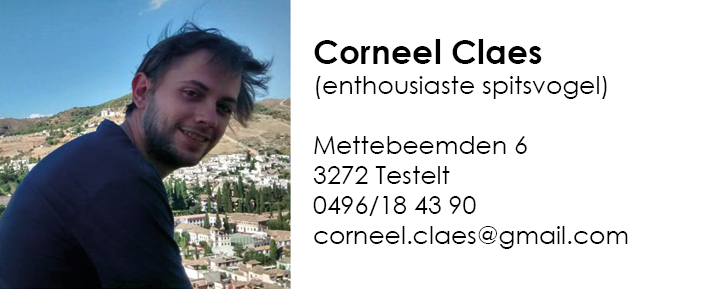 Corneel Claes
(enthousiaste spitsvogel)
Mettebeemden 6
3272 Testelt
0496/18 43 90
corneel.claes@gmail.com